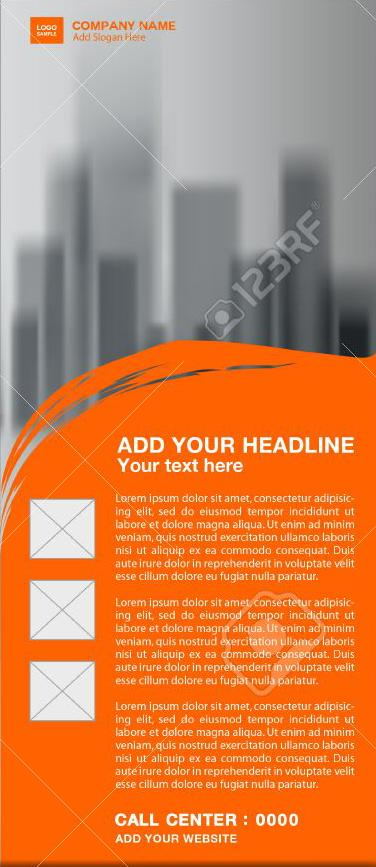 LOGO
SAMPLE
COMPANY NAME
Add Slogan Here
123RF
ADD YOUR HEADLINE
Your text here
Lorem ipsum dolor sit amet, consectetur adipisic-
ing elit, sed do eiusmod tempor incididunt ut
labore et dolore magna aliqua. Ut ad minim
veniam, quis nostrud exercitation ullamco laboris
nisi ut aliquip ex ea commodo consequat. Duis
aute irure dolor in reprehenderit in voluptate velit
esse cillum dolore eu fugiat nulla pariatur.
Lorem ipsum dolor sit amet, consectetur adipisic-
ing elit, sed do eiusmod tempor incididunt ut
labore et dolore magna aliqua. Ut ad minim
veniam, quis nostrud exercitation ullamco laboris
nisi ut aliquip ex ea commodo consequat. Duis
aute irure dolor in reprehenderit in voluptate velit
esse cillum dolore eu fugiat nulla pariatur.
Lorem ipsum dolor sit amet, consectetur adipisic-
ing elit, sed do eiusmod tempor incididunt ut
labore et dolore magna aliqua. Ut ad minim
veniam, quis nostrud exercitation ullamco laboris
nisi ut aliquip ex ea commodo consequat. Duis
aute irure dolor in reprehenderit in voluptate velit
esse cillum dolore eu fugiat nulla pariatur.
CALL CENTER : 0000
ADD YOUR WEBSITE